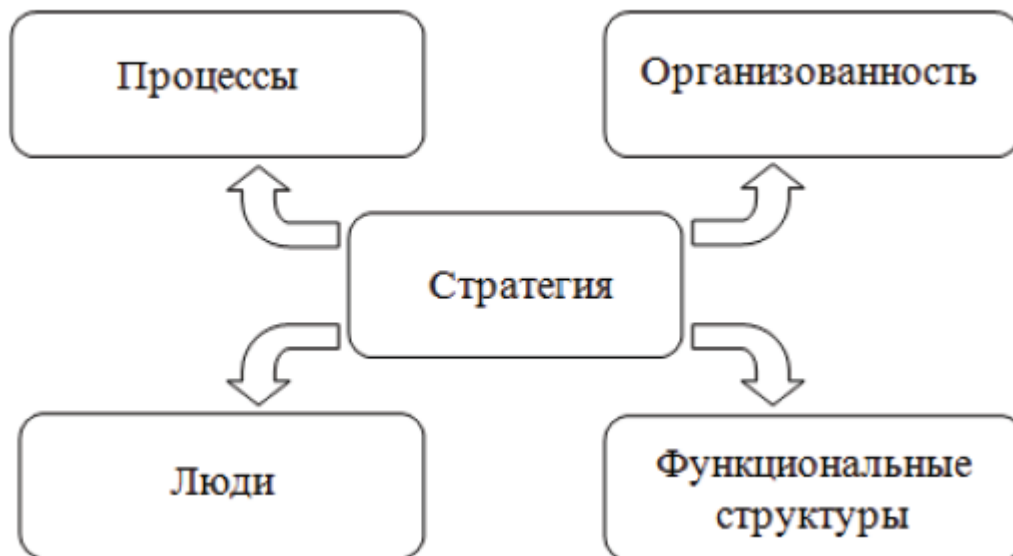 Процессы
Организованность
Стратегия
Люди
Функциональные
структуры